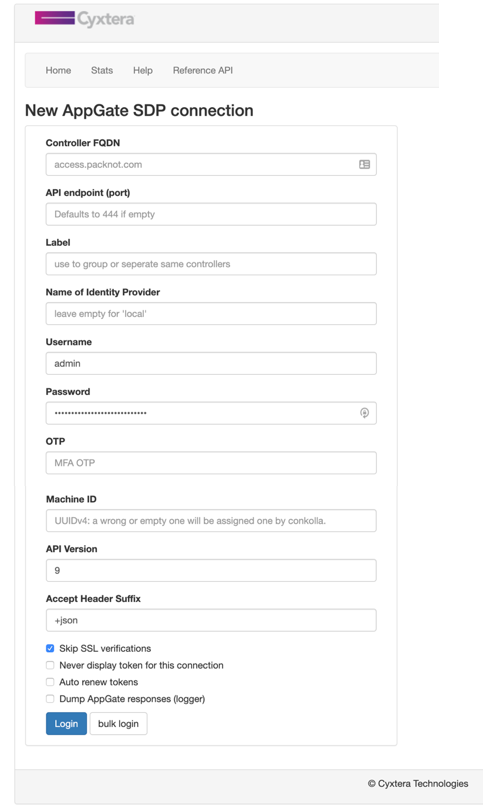 Cyxtera
Home Stats Help Reference API
New AppGate SDP connection
Controller FQDN
access.packnot.com
API endpoint (port)
Defaults to 444 if empty
Label
use to group or seperate same controllers
Name of Identity Provider
leave empty for 'local'
Username
admin
Password
••••••••••••••••••••••••••••
OTP
MFA OTP
Machine ID
UUIDv4: a wrong or empty one will be assigned one by conkolla.
API Version
9
Accept Header Suffix
+json
Skip SSL verifications
Never display token for this connection
Auto renew tokens
Dump AppGate responses (logger)
Login bulk login
© Cyxtera Technologies